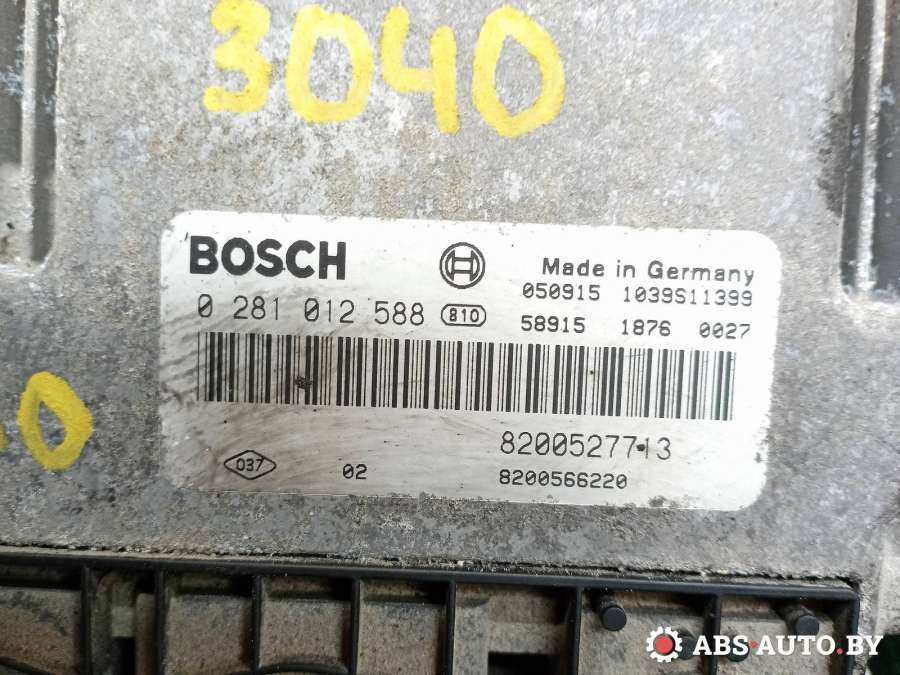 3040
BOSCH
Made in Germany
050915 1039S11399
0 281 012 588 810
58915 1876 0027
8200527713
037 02
8200566220
ABS-AUTO.BY